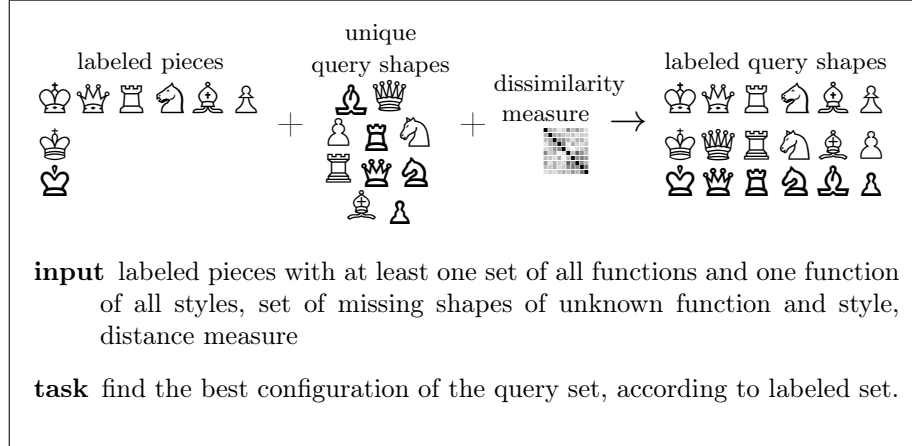 unique
labeled pieces query shapes labeled query shapes
dissimilarity
measure
+ + →
input labeled pieces with at least one set of all functions and one function
of all styles, set of missing shapes of unknown function and style,
distance measure
task find the best configuration of the query set, according to labeled set.